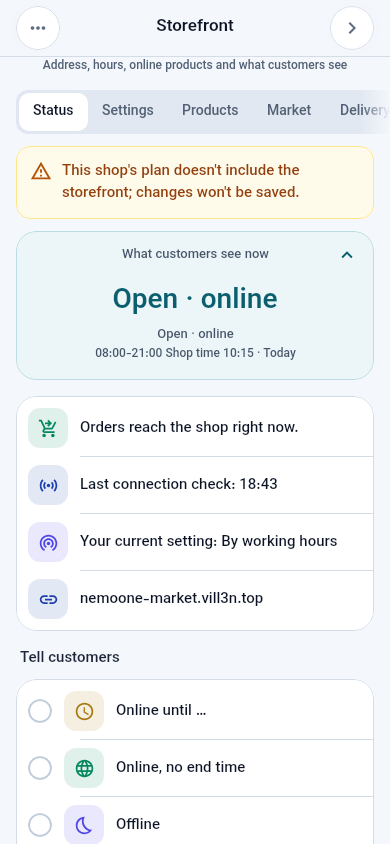 Storefront
Address, hours, online products and what customers see
Status
Settings
Products
Market
Delivery
This shop's plan doesn't include the
storefront; changes won't be saved.
What customers see now
Open · online
Open · online
08:00–21:00 Shop time 10:15 · Today
Orders reach the shop right now.
Last connection check: 18:43
Your current setting: By working hours
nemoone-market.vill3n.top
Tell customers
Online until ...
Online, no end time
Offline